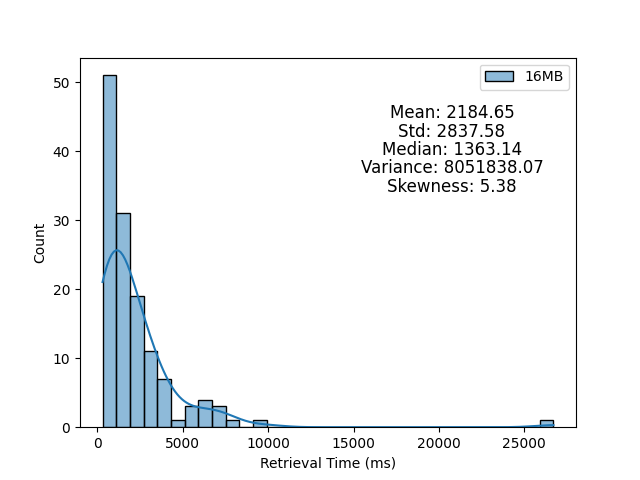 16MB
Mean: 2184.65
Std: 2837.58
Median: 1363.14
Variance: 8051838.07
Skewness: 5.38
50
40
30
20
10
0
Count
0 5000 10000 15000 20000 25000
Retrieval Time (ms)